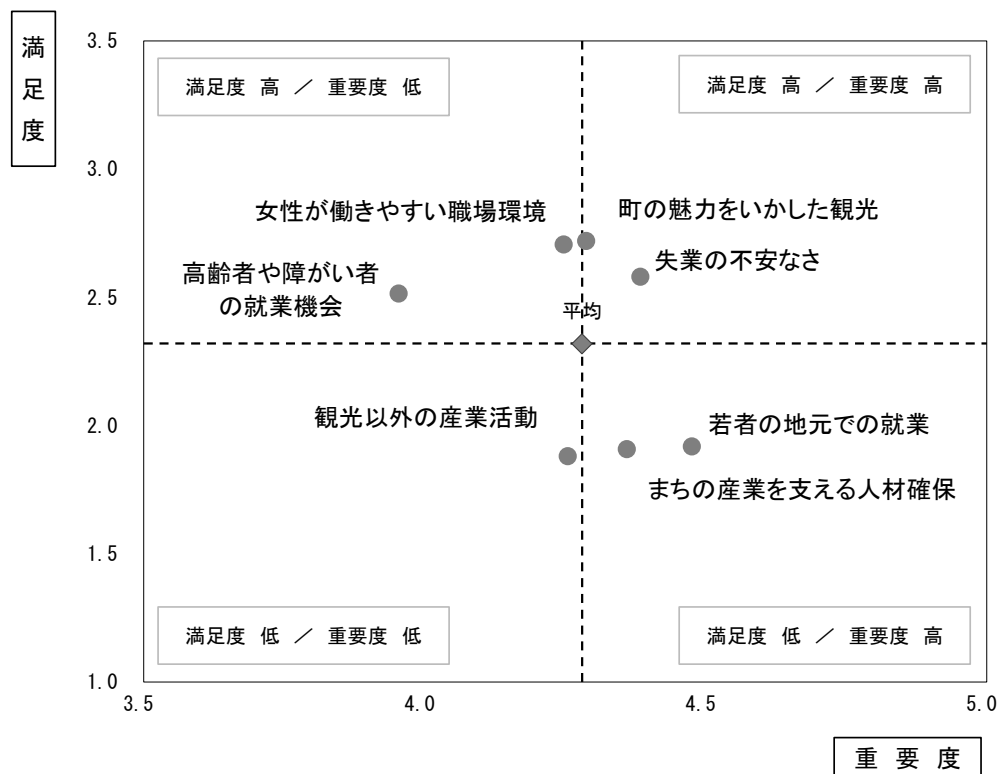 満足度
3.5
満足度 高 ／ 重要度 低
満足度 高 ／ 重要度 高
3.0
女性が働きやすい職場環境
町の魅力をいかした観光
高齢者や障がい者
の就業機会
失業の不安なさ
2.5
平均
2.0
観光以外の産業活動
若者の地元での就業
まちの産業を支える人材確保
1.5
満足度 低 ／ 重要度 低
満足度 低 ／ 重要度 高
1.0
3.5
4.0
4.5
5.0
重要度